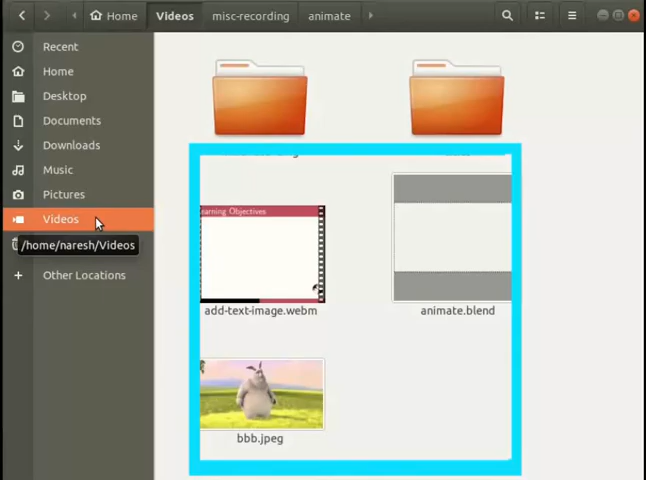 Home Videos misc-recording animate
Recent
Home
Desktop
Documents
Downloads
Music
Pictures
Videos
/home/naresh/Videos
Other Locations
earning Objectives
add-text-image.webm
animate.blend
bbb.jpeg